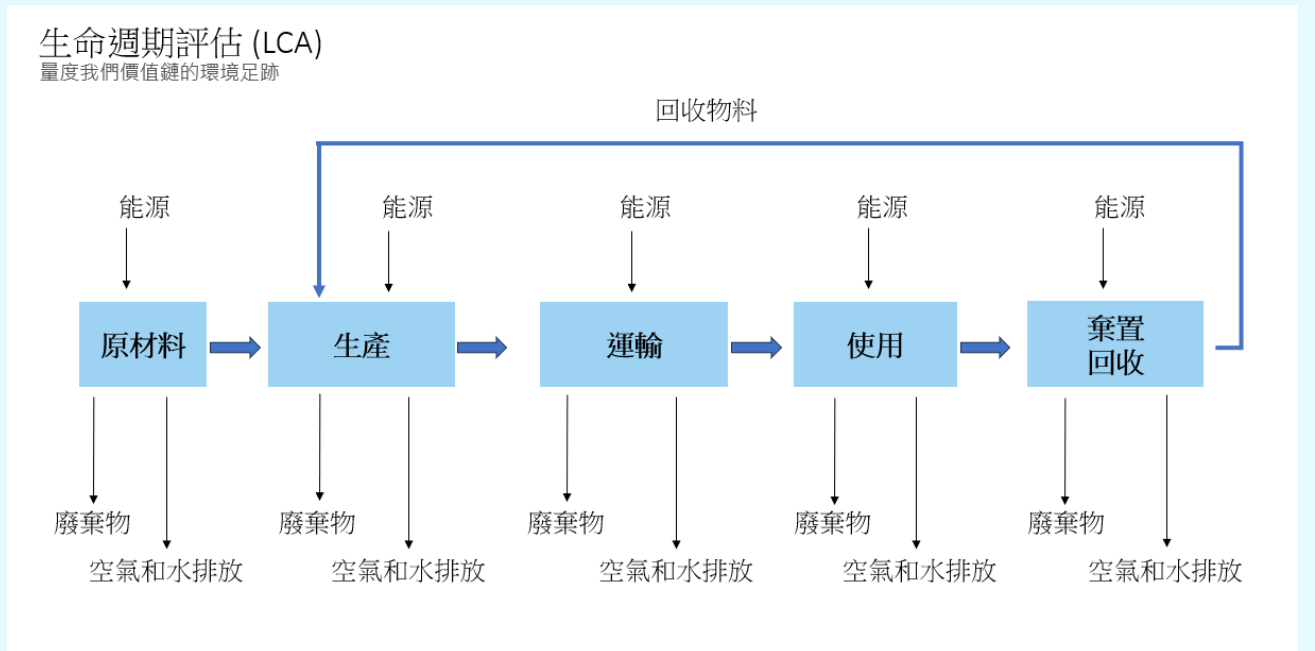 生命週期評估 (LCA)
量度我們價值鏈的環境足跡
回收物料
能源
能源
能源
能源
能源
原材料
生產
運輸
使用
棄置
回收
廢棄物
廢棄物
廢棄物
廢棄物
廢棄物
空氣和水排放
空氣和水排放
空氣和水排放
空氣和水排放
空氣和水排放